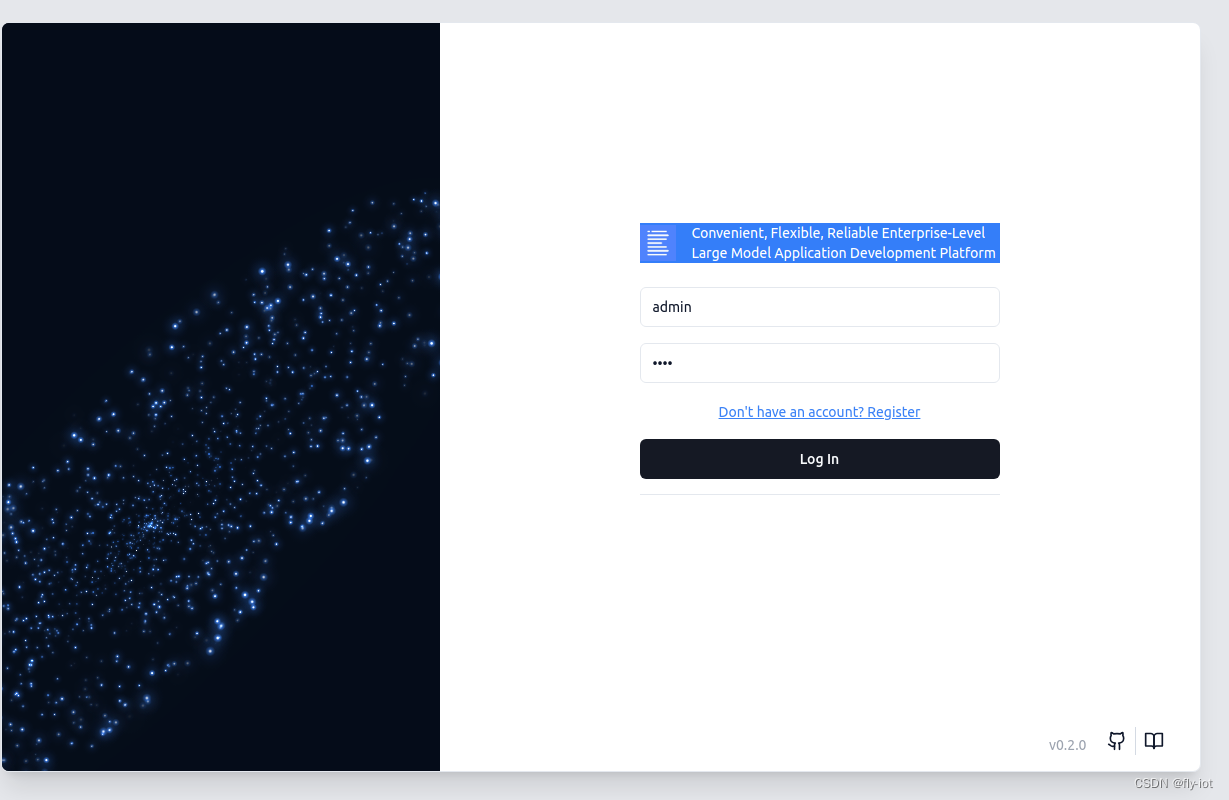 Convenient, Flexible, Reliable Enterprise-Level
Large Model Application Development Platform
admin
••••
Don't have an account? Register
Log In
v0.2.0
CSDN @fly-iot